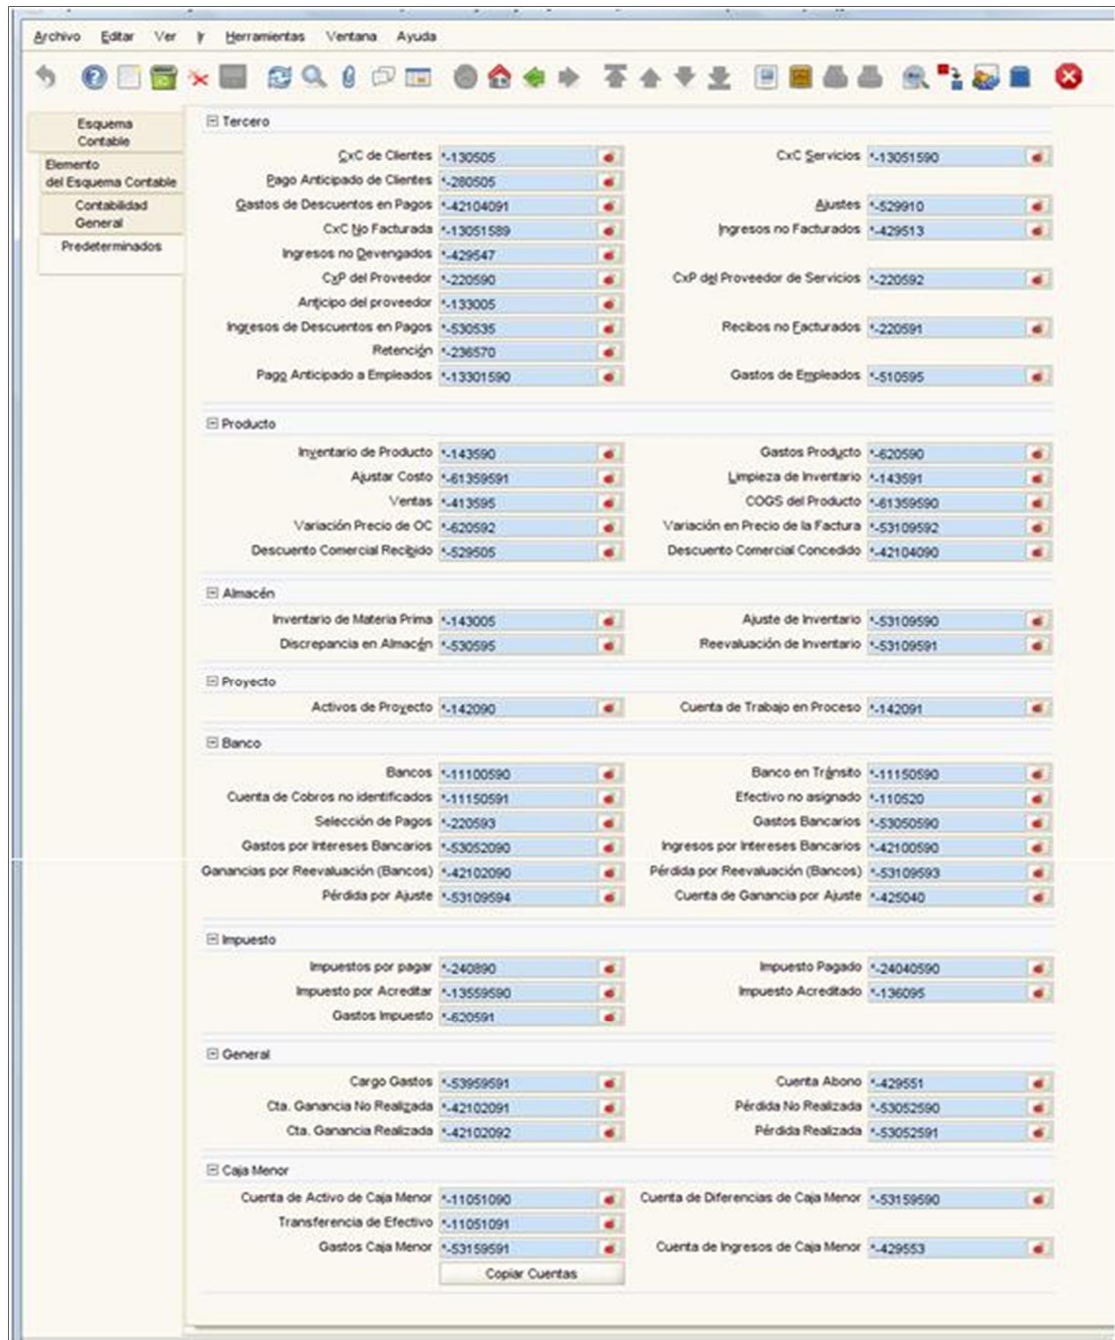 Archivo Editar Ver Ir Herramientas Ventana Ayuda
Esquema
Contable
Elemento
del Esquema Contable
Contabilidad
General
Predeterminados
Tercero
CxC de Clientes *-130505 CxC Servicios *-13051590
Pago Anticipado de Clientes *-280505
Gastos de Descuentos en Pagos *-42104091 Ajustes *-529910
CxC No Facturada *-13051589 Ingresos no Facturados *-429513
Ingresos no Devengados *-429547
CxP del Proveedor *-220590 CxP del Proveedor de Servicios *-220592
Anticipo del proveedor *-133005
Ingresos de Descuentos en Pagos *-530535 Recibos no Facturados *-220591
Retención *-236570
Pago Anticipado a Empleados *-13301590 Gastos de Empleados *-510595
Producto
Inventario de Producto *-143590 Gastos Producto *-620590
Ajustar Costo *-61359591 Limpieza de Inventario *-143591
Ventas *-413595 COGS del Producto *-61359590
Variación Precio de OC *-620592 Variación en Precio de la Factura *-53109592
Descuento Comercial Recibido *-529505 Descuento Comercial Concedido *-42104090
Almacén
Inventario de Materia Prima *-143005 Ajuste de Inventario *-53109590
Discrepancia en Almacén *-530595 Reevaluación de Inventario *-53109591
Proyecto
Activos de Proyecto *-142090 Cuenta de Trabajo en Proceso *-142091
Banco
Bancos *-11100590 Banco en Tránsito *-11150590
Cuenta de Cobros no identificados *-11150591 Efectivo no asignado *-110520
Selección de Pagos *-220593 Gastos Bancarios *-53050590
Gastos por Intereses Bancarios *-53052090 Ingresos por Intereses Bancarios *-42100590
Ganancias por Reevaluación (Bancos) *-42102090 Pérdida por Reevaluación (Bancos) *-53109593
Pérdida por Ajuste *-53109594 Cuenta de Ganancia por Ajuste *-425040
Impuesto
Impuestos por pagar *-240890 Impuesto Pagado *-24040590
Impuesto por Acreditar *-13559590 Impuesto Acreditado *-136095
Gastos Impuesto *-620591
General
Cargo Gastos *-53959591 Cuenta Abono *-429551
Cta. Ganancia No Realizada *-42102091 Pérdida No Realizada *-53052590
Cta. Ganancia Realizada *-42102092 Pérdida Realizada *-53052591
Caja Menor
Cuenta de Activo de Caja Menor *-11051090 Cuenta de Diferencias de Caja Menor *-53159590
Transferencia de Efectivo *-11051091
Gastos Caja Menor *-53159591 Cuenta de Ingresos de Caja Menor *-429553
Copiar Cuentas